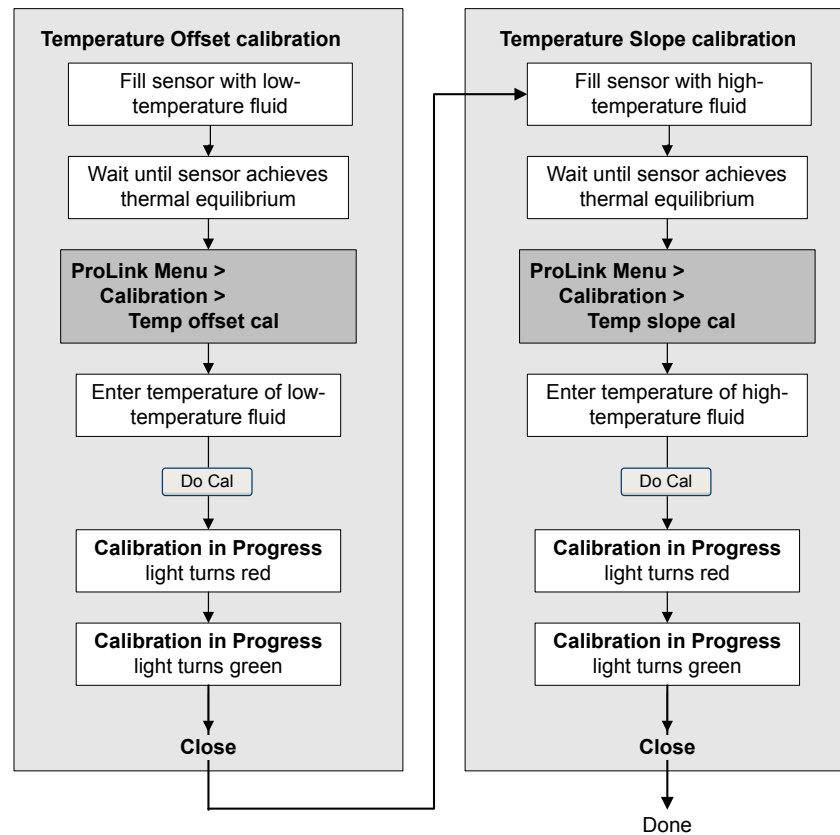 Temperature Offset calibration
Fill sensor with low-
temperature fluid
Wait until sensor achieves
thermal equilibrium
ProLink Menu >
Calibration >
Temp offset cal
Enter temperature of low-
temperature fluid
Do Cal
Calibration in Progress
light turns red
Calibration in Progress
light turns green
Close
Temperature Slope calibration
Fill sensor with high-
temperature fluid
Wait until sensor achieves
thermal equilibrium
ProLink Menu >
Calibration >
Temp slope cal
Enter temperature of high-
temperature fluid
Do Cal
Calibration in Progress
light turns red
Calibration in Progress
light turns green
Close
Done